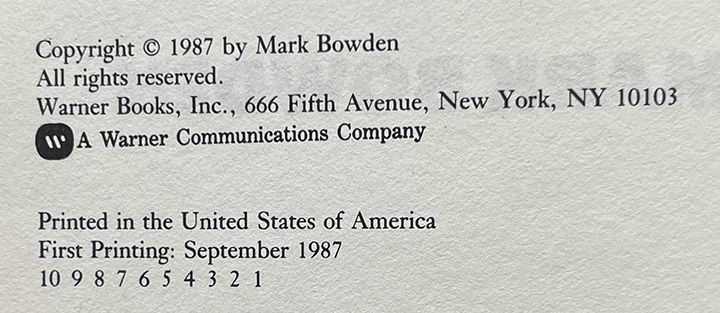 Copyright © 1987 by Mark Bowden
All rights reserved.
Warner Books, Inc., 666 Fifth Avenue, New York, NY 10103
A Warner Communications Company
Printed in the United States of America
First Printing: September 1987
10 9 8 7 6 5 4 3 2 1